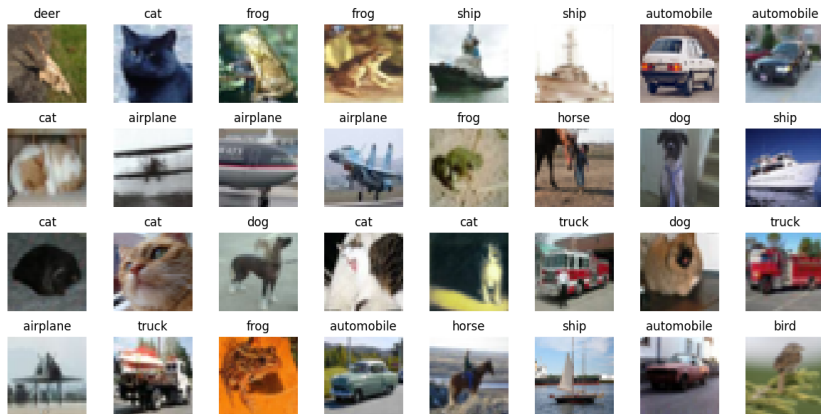 deer cat frog frog ship ship automobile automobile
cat airplane airplane airplane frog horse dog ship
cat cat dog cat cat truck dog truck
airplane truck frog automobile horse ship automobile bird